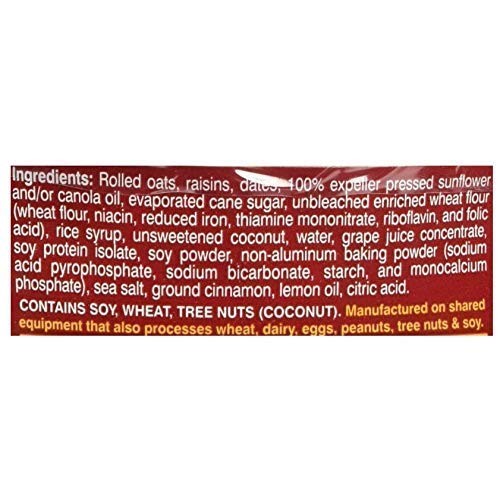 Ingredients: Rolled oats, raisins, dates, 100% expeller pressed sunflower
and/or canola oil, evaporated cane sugar, unbleached enriched wheat flour
(wheat flour, niacin, reduced iron, thiamine mononitrate, riboflavin, and folic
acid), rice syrup, unsweetened coconut, water, grape juice concentrate,
soy protein isolate, soy powder, non-aluminum baking powder (sodium
acid pyrophosphate, sodium bicarbonate, starch, and monocalcium
phosphate), sea salt, ground cinnamon, lemon oil, citric acid.
CONTAINS SOY, WHEAT, TREE NUTS (COCONUT). Manufactured on shared
equipment that also processes wheat, dairy, eggs, peanuts, tree nuts & soy.